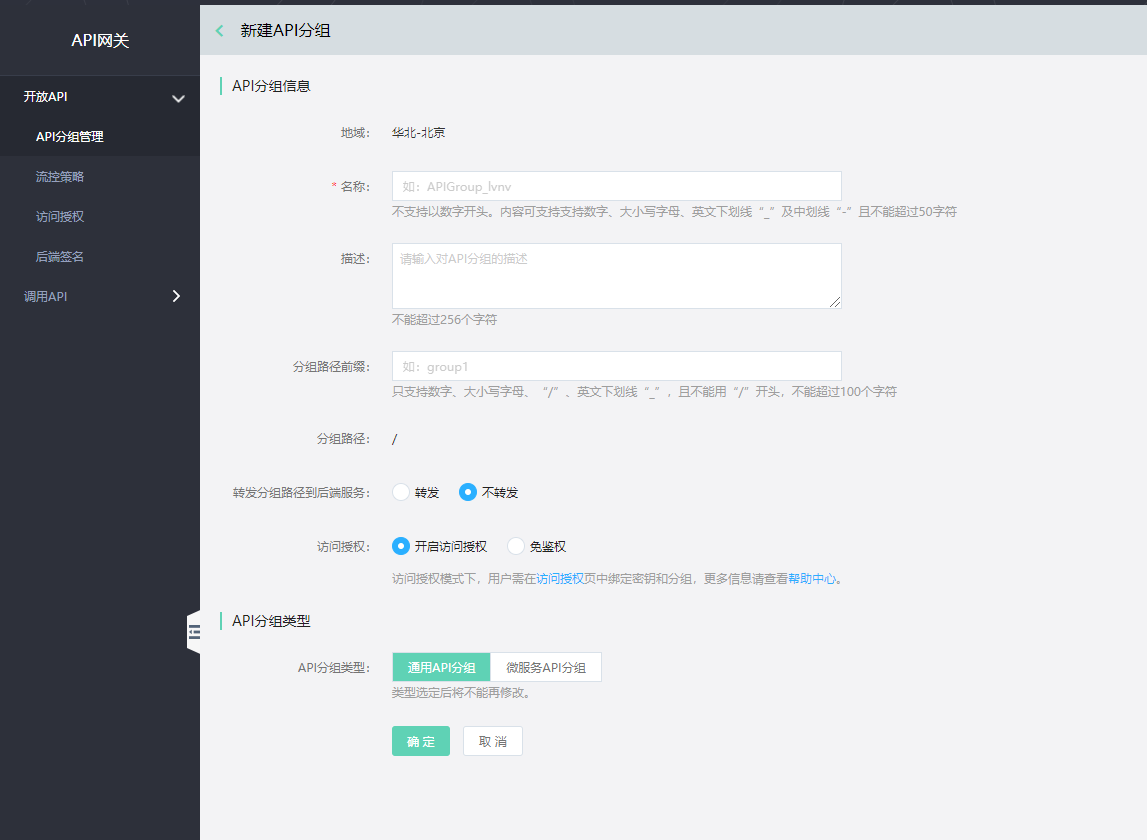 API网关
开放API
API分组管理
流控策略
访问授权
后端签名
调用API
新建API分组
API分组信息
地域： 华北-北京
* 名称： 如：APIGroup_lvnv
不支持以数字开头。内容可支持支持数字、大小写字母、英文下划线“_”及中划线“-”且不能超过50字符
描述： 请输入对API分组的描述
不能超过256个字符
分组路径前缀： 如：group1
只支持数字、大小写字母、“/”、英文下划线“_”，且不能用“/”开头，不能超过100个字符
分组路径： /
转发分组路径到后端服务： 转发 不转发
访问授权： 开启访问授权 免鉴权
访问授权模式下，用户需在访问授权页中绑定密钥和分组，更多信息请查看帮助中心。
API分组类型
API分组类型： 通用API分组 微服务API分组
类型选定后将不能再修改。
确定 取消